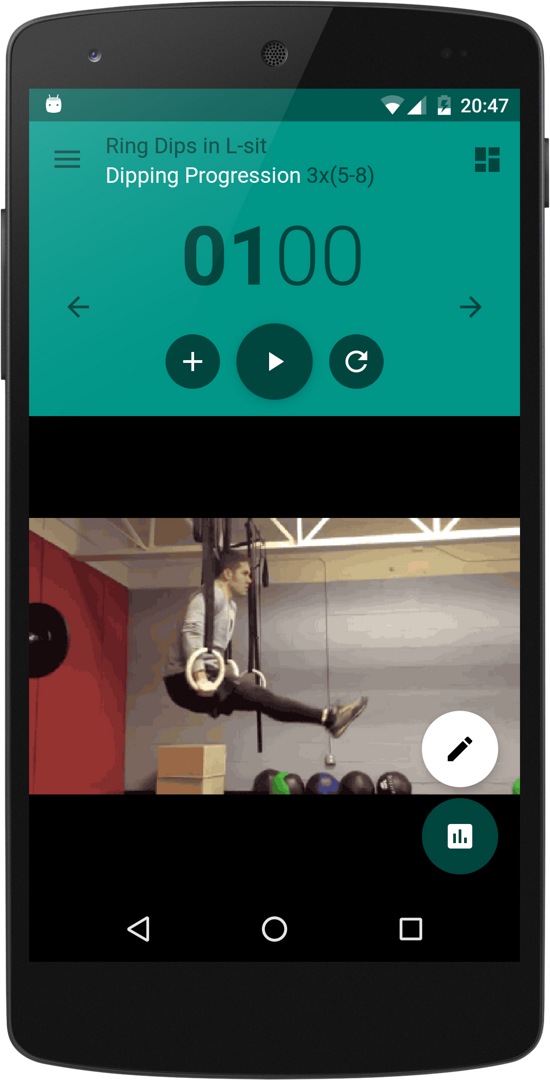 20:47
Ring Dips in L-sit
Dipping Progression 3x(5-8)
0100